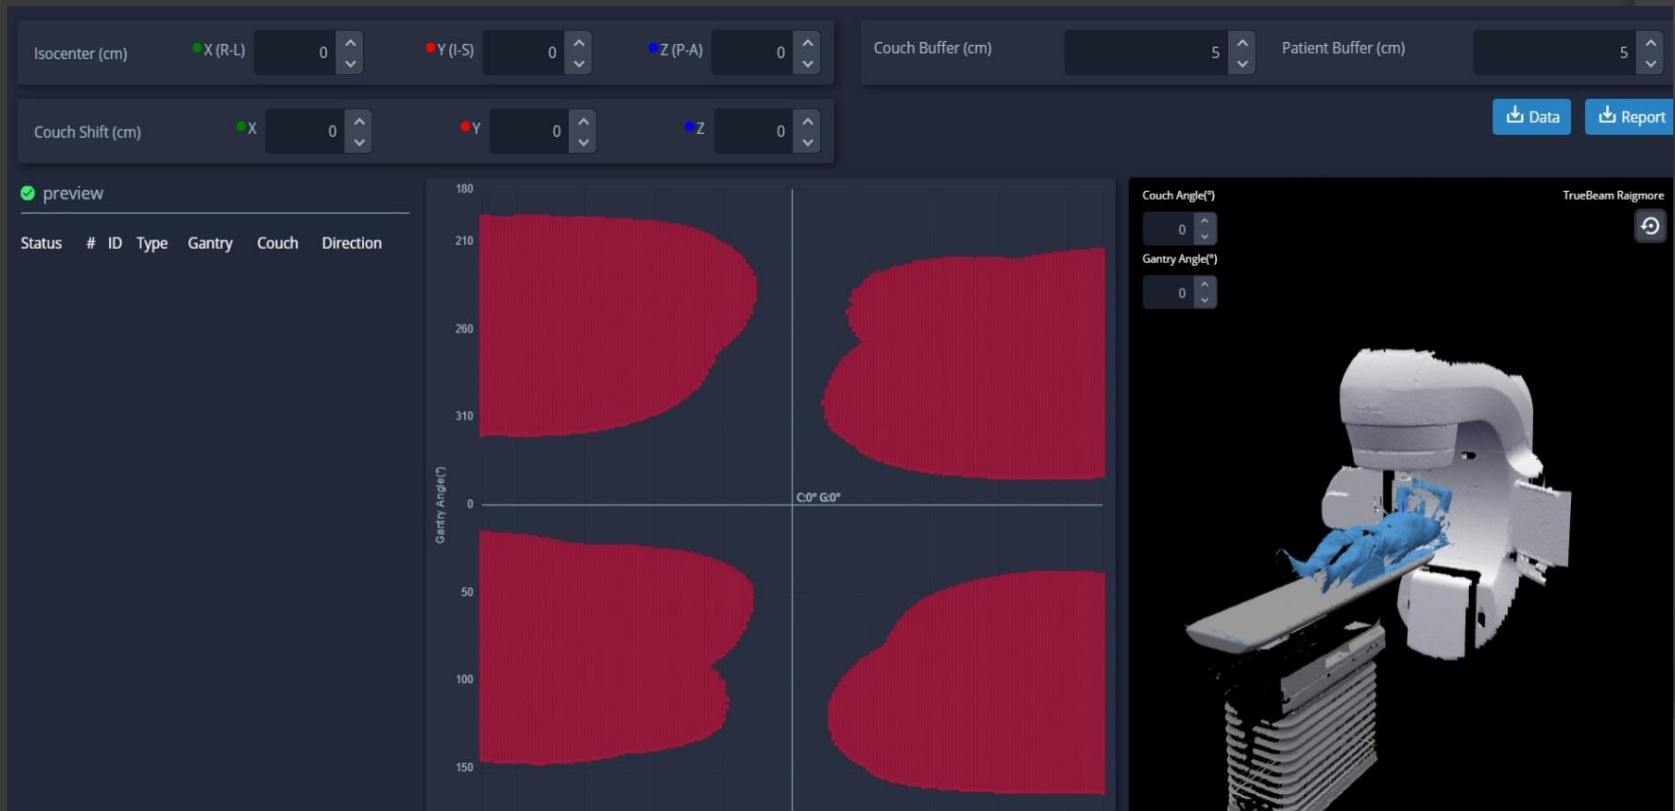 Isocenter (cm) X (R-L) 0 Y (I-S) 0 Z (P-A) 0
Couch Buffer (cm) 5 Patient Buffer (cm) 5
Couch Shift (cm) X 0 Y 0 Z 0
Data Report
preview
Status # ID Type Gantry Couch Direction
180
210
260
310
0
50
100
150
Gantry Angle(°)
C:0° G:0°
Couch Angle(°)
0
Gantry Angle(°)
0
TrueBeam Raigmore